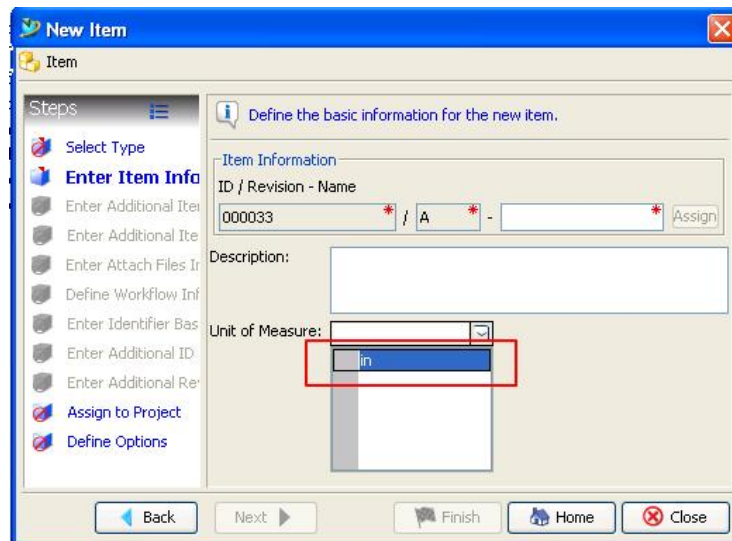 New Item
Item
Steps
Select Type
Enter Item Info
Enter Additional Iter
Enter Additional Ite
Enter Attach Files Ir
Define Workflow Inf
Enter Identifier Bas
Enter Additional ID
Enter Additional Re
Assign to Project
Define Options
Define the basic information for the new item.
Item Information
ID / Revision - Name
000033 * / A * - * Assign
Description:
Unit of Measure:
in
Back Next Finish Home Close